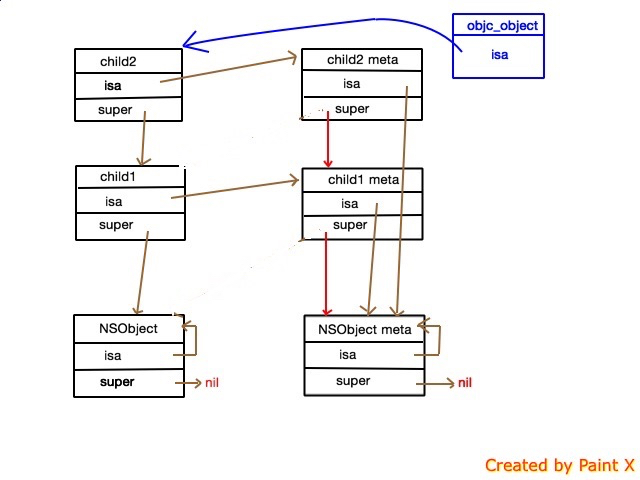 objc_object
isa
child2
isa
super
child2 meta
isa
super
child1
isa
super
child1 meta
isa
super
NSObject
isa
super
nil
NSObject meta
isa
super
nil
Created by Paint X